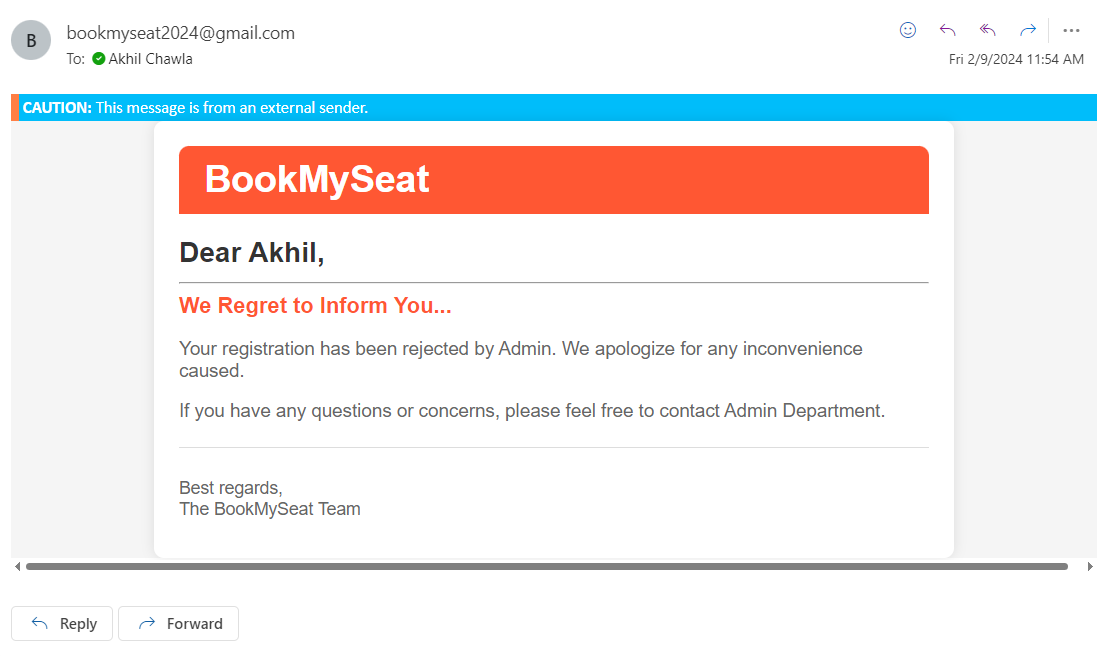 B
bookmyseat2024@gmail.com
To: Akhil Chawla
Fri 2/9/2024 11:54 AM
CAUTION: This message is from an external sender.
BookMySeat
Dear Akhil,
We Regret to Inform You...
Your registration has been rejected by Admin. We apologize for any inconvenience
caused.
If you have any questions or concerns, please feel free to contact Admin Department.
Best regards,
The BookMySeat Team
Reply
Forward